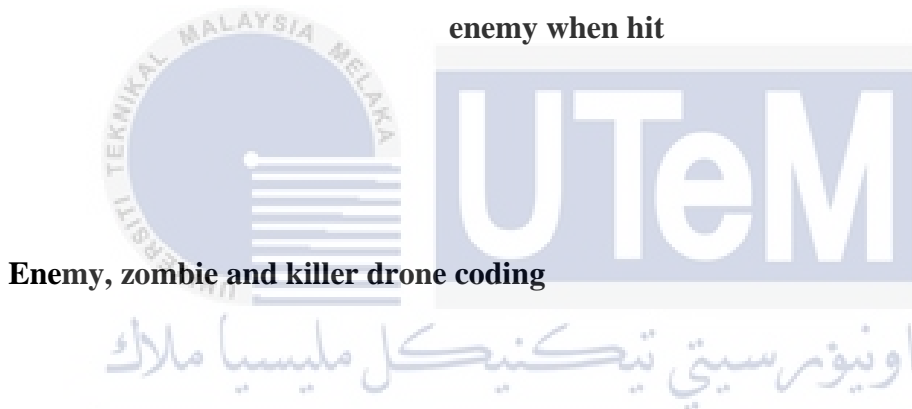 enemy when hit
UNIVERSITI TEKNIKAL MALAYSIA MELAKA
UTeM
Enemy, zombie and killer drone coding
اونيۏرسيتي تيكنيكل مليسيا ملاك